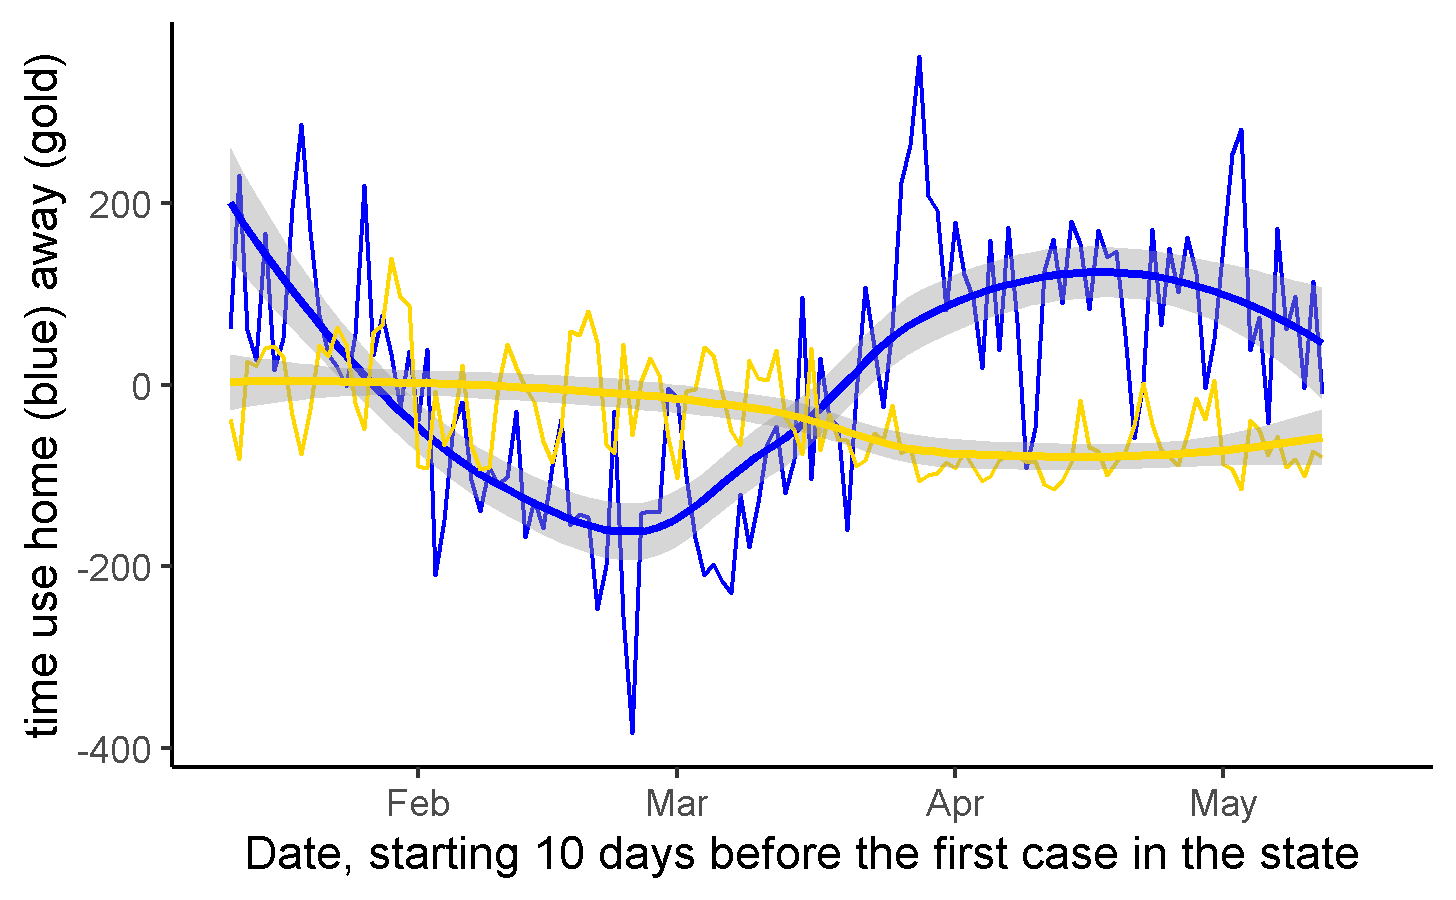 time use home (blue) away (gold)
200
0
-200
-400
Feb Mar Apr May
Date, starting 10 days before the first case in the state